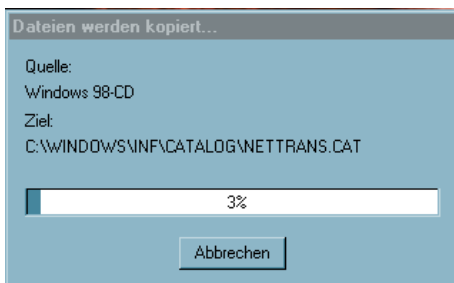 Dateien werden kopiert...
Quelle:
Windows 98-CD
Ziel:
C:\WINDOWS\INF\CATALOG\NETTRANS.CAT
3%
Abbrechen